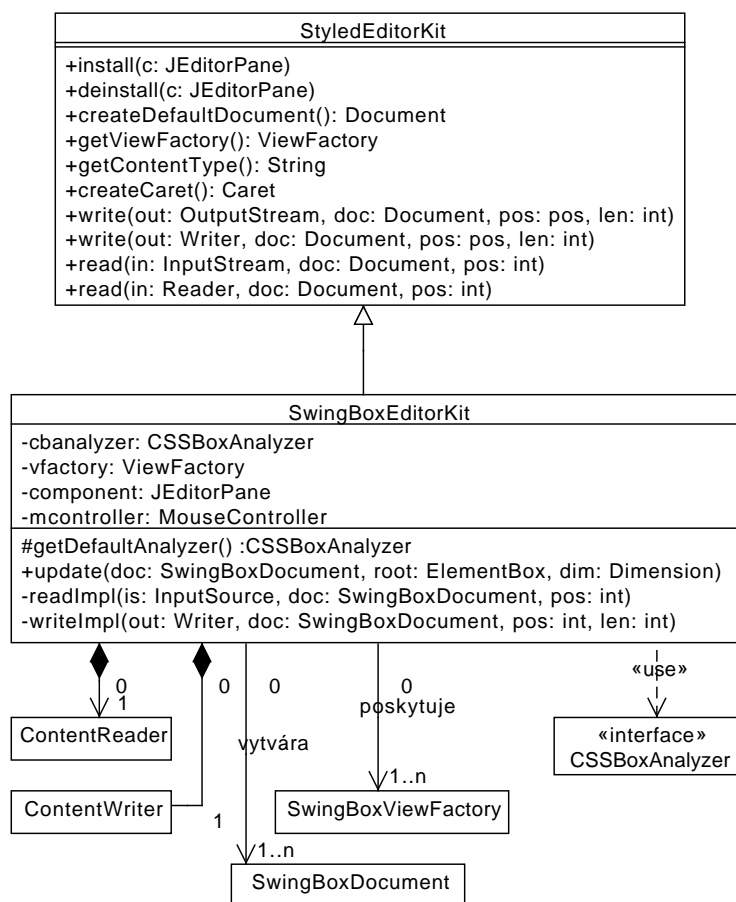 StyledEditorKit
+install(c: JEditorPane)
+deinstall(c: JEditorPane)
+createDefaultDocument(): Document
+getViewFactory(): ViewFactory
+getContentType(): String
+createCaret(): Caret
+write(out: OutputStream, doc: Document, pos: pos, len: int)
+write(out: Writer, doc: Document, pos: pos, len: int)
+read(in: InputStream, doc: Document, pos: int)
+read(in: Reader, doc: Document, pos: int)
SwingBoxEditorKit
-cbanalyzer: CSSBoxAnalyzer
-vfactory: ViewFactory
-component: JEditorPane
-mcontroller: MouseController
#getDefaultAnalyzer() :CSSBoxAnalyzer
+update(doc: SwingBoxDocument, root: ElementBox, dim: Dimension)
-readImpl(is: InputSource, doc: SwingBoxDocument, pos: int)
-writeImpl(out: Writer, doc: SwingBoxDocument, pos: int, len: int)
0 0 0 0 «use»
1 poskytuje
ContentReader
vytvára
«interface»
CSSBoxAnalyzer
1..n
ContentWriter
SwingBoxViewFactory
1
1..n
SwingBoxDocument